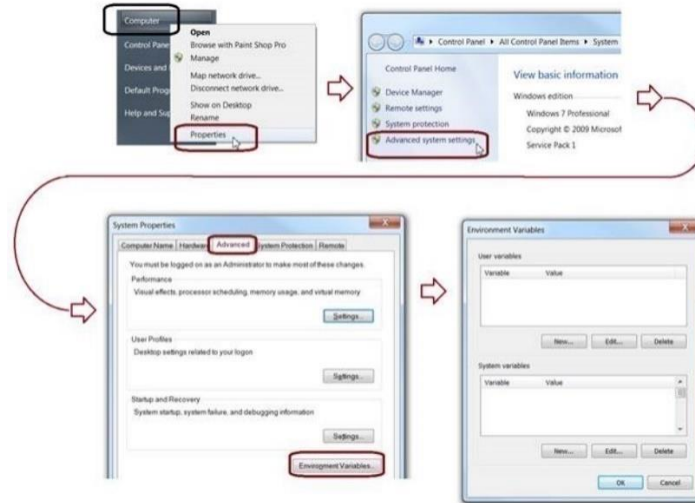 Computer
Control Pane
Devices and
Default Prog
Help and Sup
Open
Browse with Paint Shop Pro
Manage
Map network drive...
Disconnect network drive...
Show on Desktop
Rename
Properties
Control Panel ▸ All Control Panel Items ▸ System
Control Panel Home
Device Manager
Remote settings
System protection
Advanced system settings
View basic information
Windows edition
Windows 7 Professional
Copyright © 2009 Microsof
Service Pack 1
System Properties
Computer Name Hardware Advanced System Protection Remote
You must be logged on as an Administrator to make most of these changes.
Performance
Visual effects, processor scheduling, memory usage, and virtual memory
Settings...
User Profiles
Desktop settings related to your logon
Settings...
Startup and Recovery
System startup, system failure, and debugging information
Settings...
Environment Variables...
Environment Variables
User variables
Variable Value
New... Edit... Delete
System variables
Variable Value
New... Edit... Delete
OK Cancel